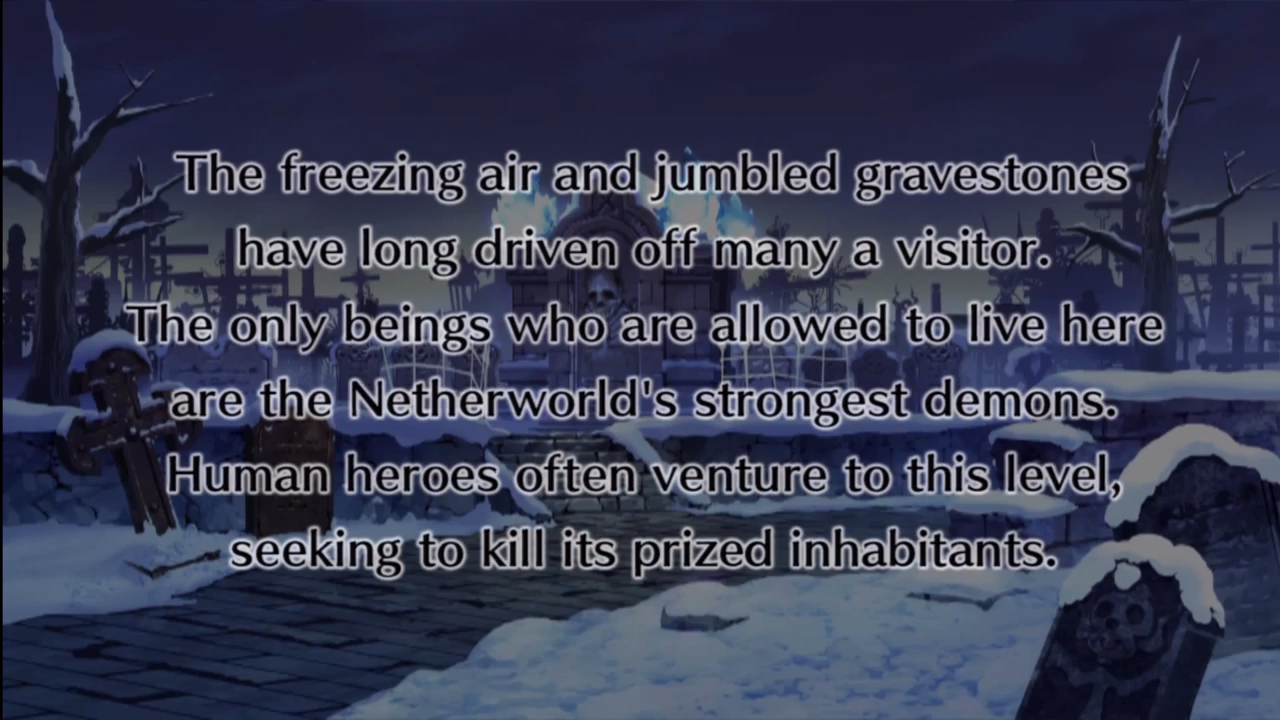 The freezing air and jumbled gravestones
have long driven off many a visitor.
The only beings who are allowed to live here
are the Netherworld's strongest demons.
Human heroes often venture to this level,
seeking to kill its prized inhabitants.